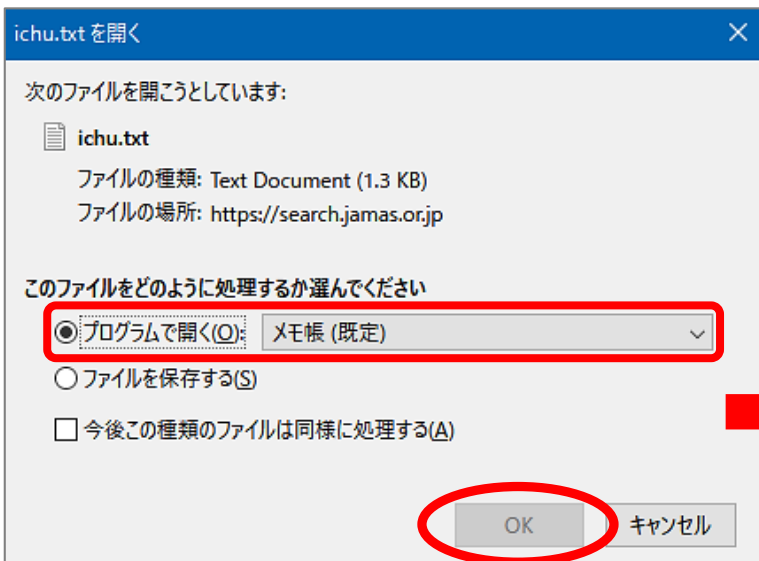 ichu.txt を開く
次のファイルを開こうとしています:
ichu.txt
ファイルの種類: Text Document (1.3 KB)
ファイルの場所: https://search.jamas.or.jp
このファイルをどのように処理するか選んでください
プログラムで開く(O): メモ帳 (既定)
ファイルを保存する(S)
今後この種類のファイルは同様に処理する(A)
OK キャンセル